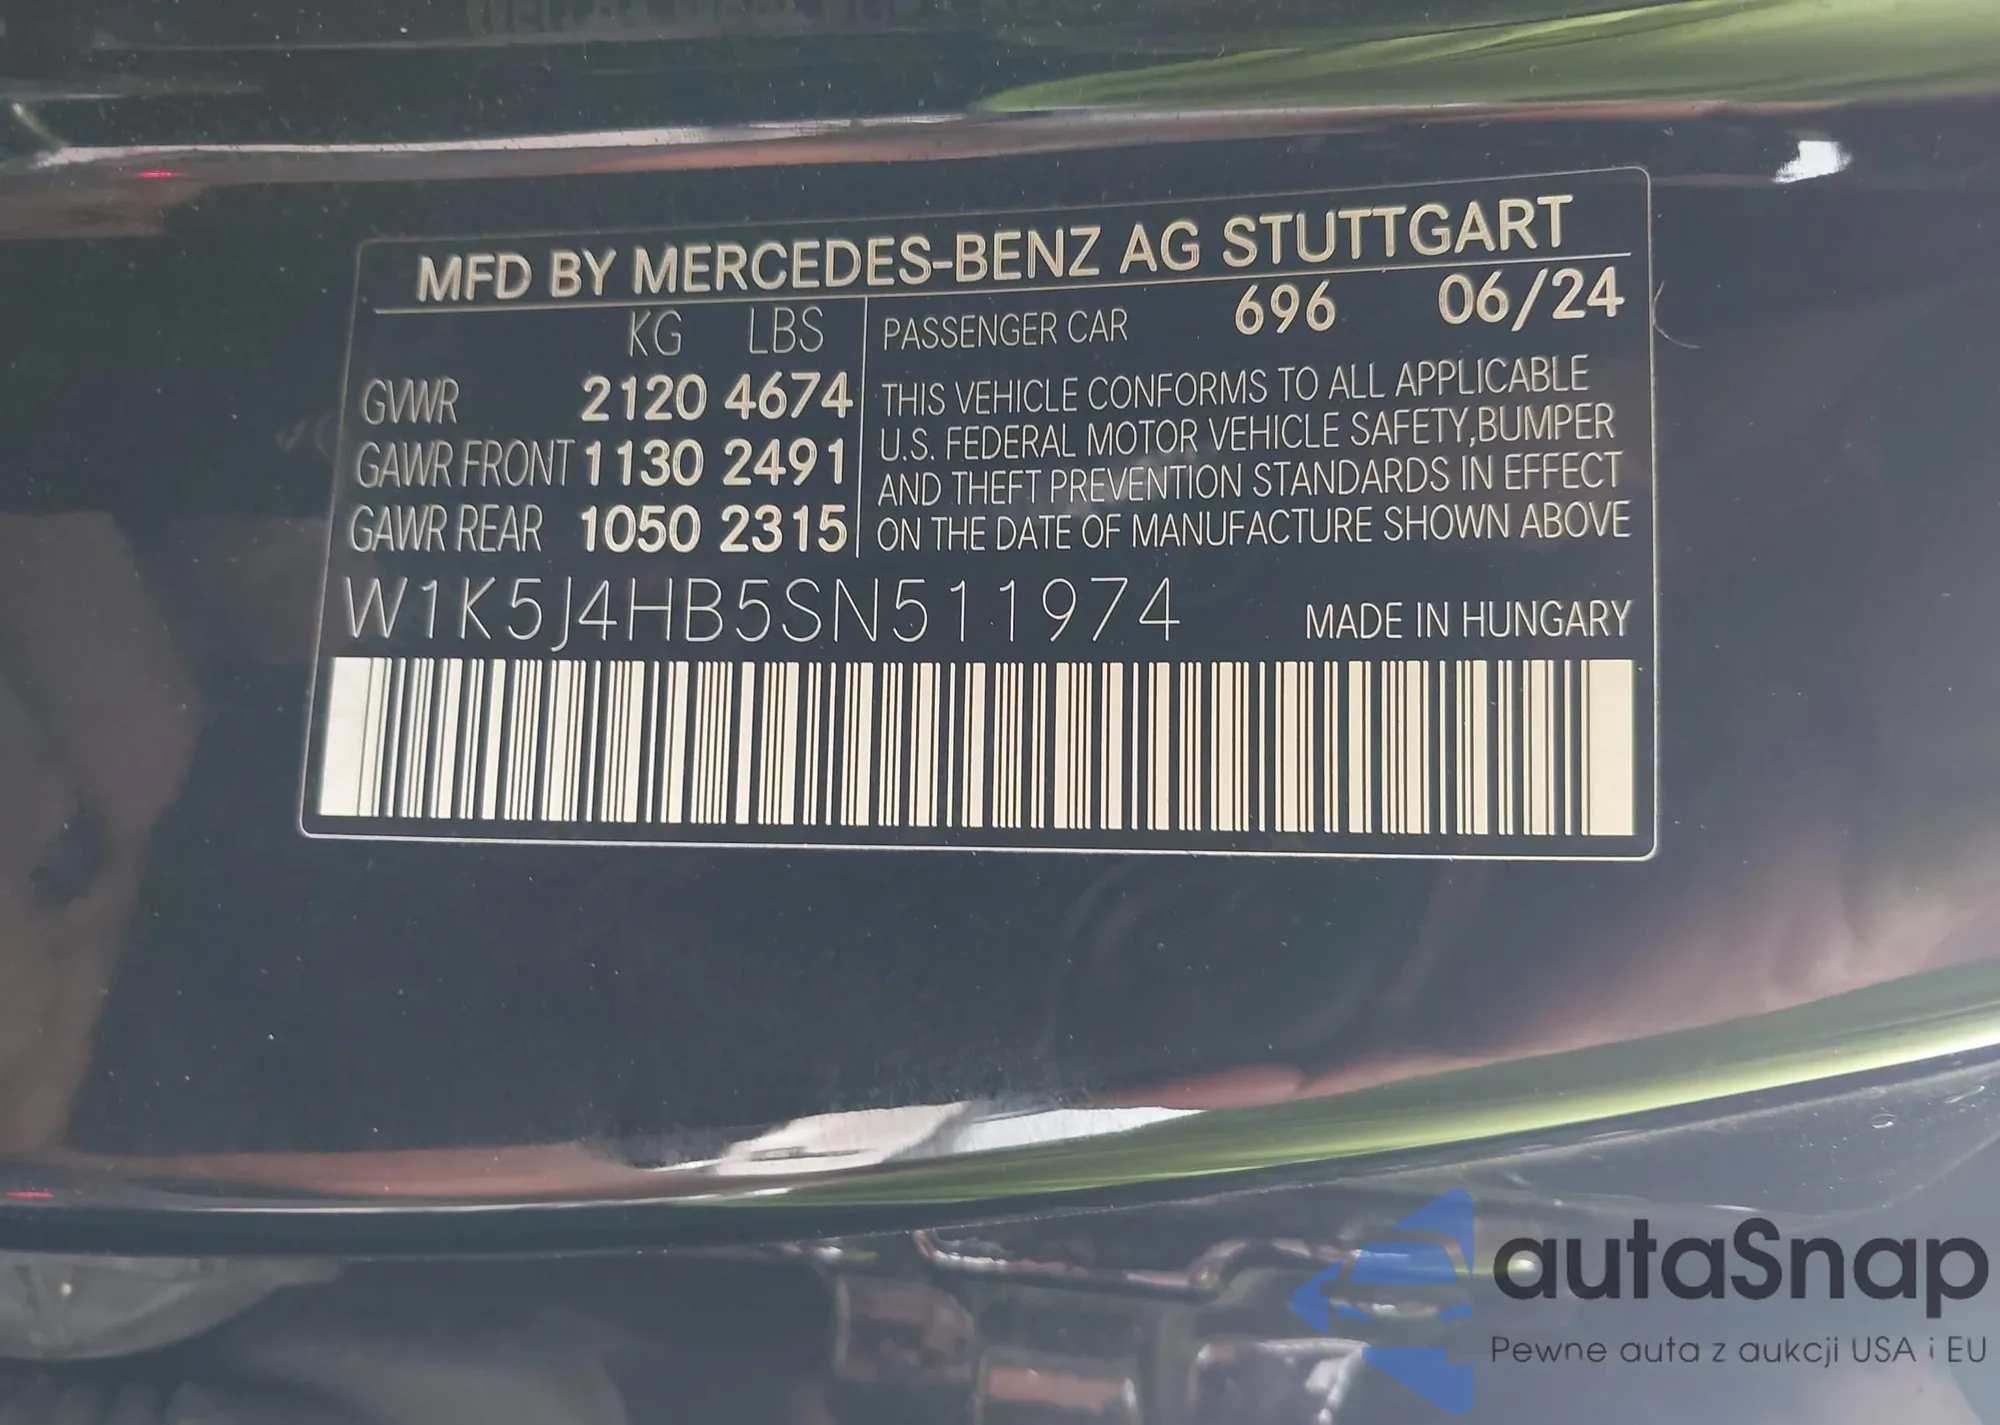 MFD BY MERCEDES-BENZ AG STUTTGART
KG LBS
GVWR 2120 4674
GAWR FRONT 1130 2491
GAWR REAR 1050 2315
PASSENGER CAR 696 06/24
THIS VEHICLE CONFORMS TO ALL APPLICABLE
U.S. FEDERAL MOTOR VEHICLE SAFETY,BUMPER
AND THEFT PREVENTION STANDARDS IN EFFECT
ON THE DATE OF MANUFACTURE SHOWN ABOVE
W1K5J4HB5SN511974 MADE IN HUNGARY
autaSnap
Pewne auta z aukcji USA i EU